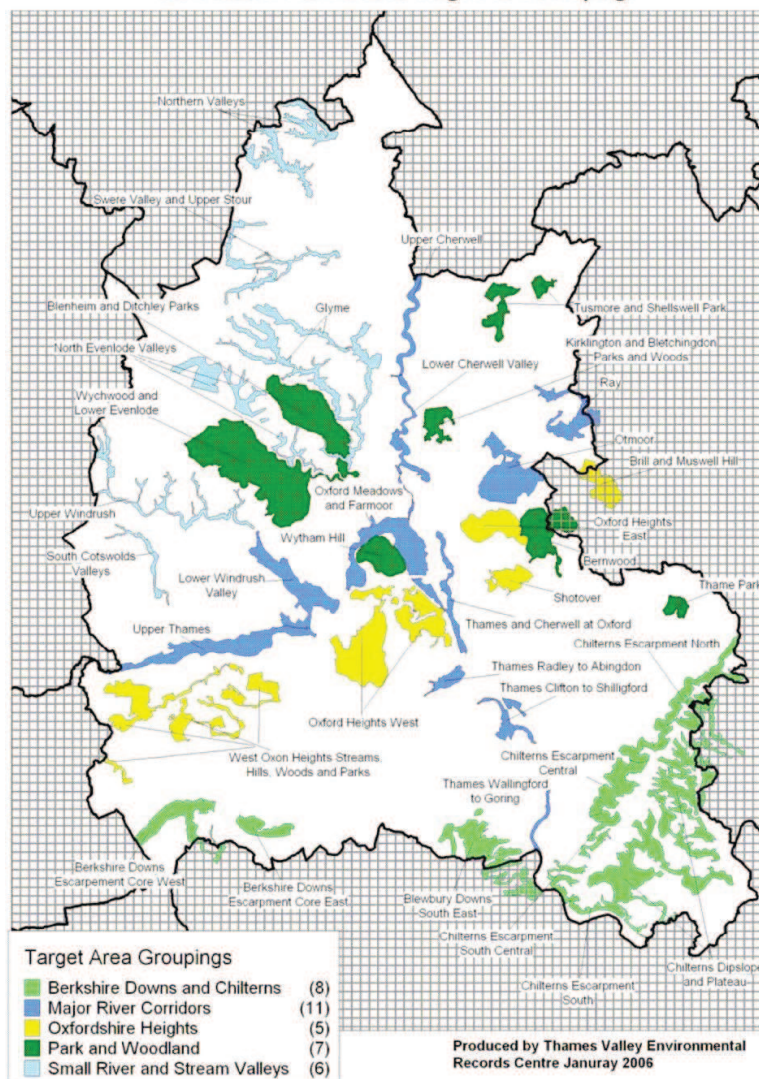 Northern Valleys
Swere Valley and Upper Stour
Upper Cherwell
Blenheim and Ditchley Parks
Glyme
Tusmore and Shellswell Park
North Evenlode Valleys
Kirklington and Bletchingdon
Parks and Woods
Lower Cherwell Valley
Ray
Wychwood and
Lower Evenlode
Otmoor
Brill and Muswell Hill
Oxford Meadows
and Farmoor
Upper Windrush
Oxford Heights
East
Wytham Hill
Bernwood
South Cotswolds
Valleys
Lower Windrush
Valley
Shotover
Thame Park
Thames and Cherwell at Oxford
Upper Thames
Chilterns Escarpment North
Thames Radley to Abingdon
Thames Clifton to Shilligford
Oxford Heights West
West Oxon Heights Streams,
Hills, Woods and Parks
Chilterns Escarpment
Central
Thames Wallingford
to Goring
Berkshire Downs
Escarpement Core West
Berkshire Downs
Escarpment Core East
Blewbury Downs
South East
Chilterns Escarpment
South Central
Chilterns Escarpment
South
Chilterns Dipslope
and Plateau
Target Area Groupings
Berkshire Downs and Chilterns (8)
Major River Corridors (11)
Oxfordshire Heights (5)
Park and Woodland (7)
Small River and Stream Valleys (6)
Produced by Thames Valley Environmental
Records Centre Januray 2006